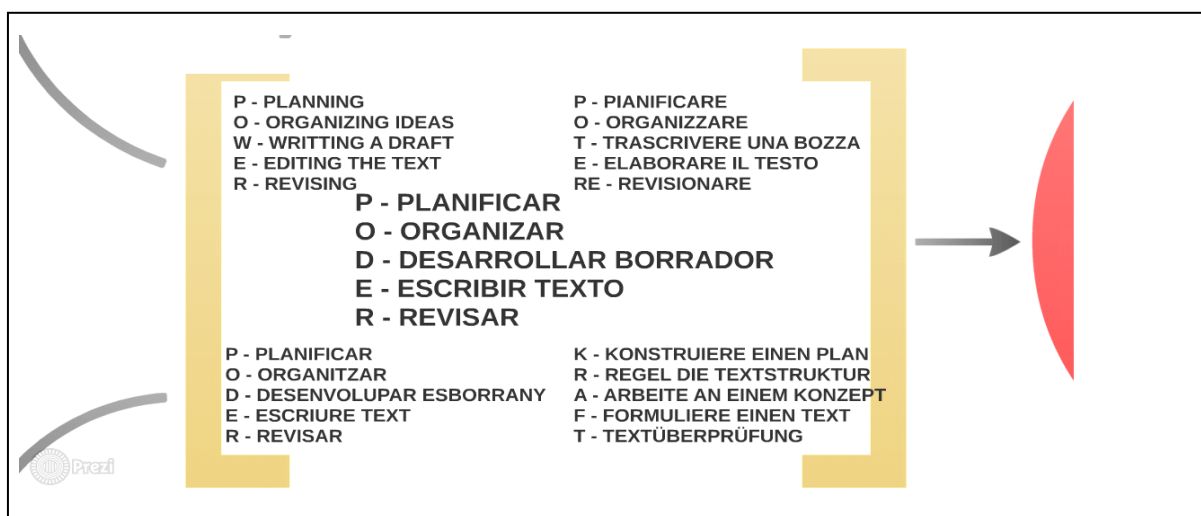 P - PLANNING
O - ORGANIZING IDEAS
W - WRITTING A DRAFT
E - EDITING THE TEXT
R - REVISING
P - PIANIFICARE
O - ORGANIZZARE
T - TRASCRIVERE UNA BOZZA
E - ELABORARE IL TESTO
RE - REVISIONARE
P - PLANIFICAR
O - ORGANIZAR
D - DESARROLLAR BORRADOR
E - ESCRIBIR TEXTO
R - REVISAR
P - PLANIFICAR
O - ORGANITZAR
D - DESENVOLUPAR ESBORRANY
E - ESCRIURE TEXT
R - REVISAR
K - KONSTRUIERE EINEN PLAN
R - REGEL DIE TEXTSTRUKTUR
A - ARBEITE AN EINEM KONZEPT
F - FORMULIERE EINEN TEXT
T - TEXTÜBERPRÜFUNG
Prezi